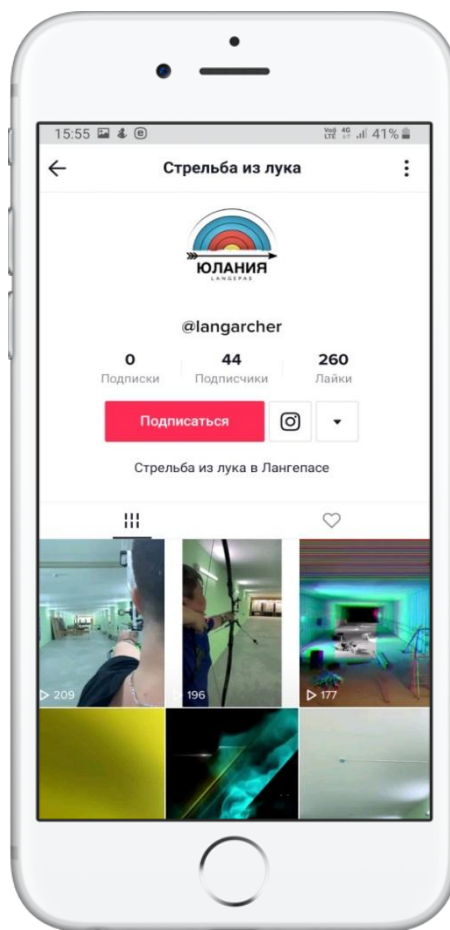 15:55 41%
Стрельба из лука
ЮЛАНИЯ
LANGEPAS
@langarcher
0 44 260
Подписки Подписчики Лайки
Подписаться
Стрельба из лука в Лангепасе
209 196 177